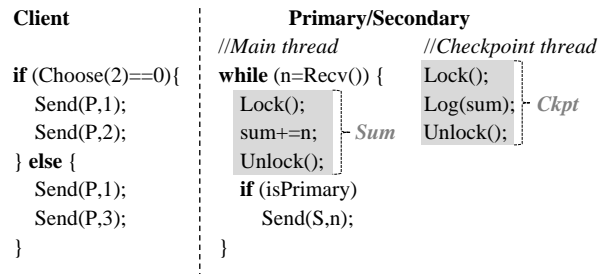 Client
if (Choose(2)==0){
Send(P,1);
Send(P,2);
} else {
Send(P,1);
Send(P,3);
}
Primary/Secondary
//Main thread
while (n=Recv()) {
Lock();
sum+=n;
Unlock();
Sum
if (isPrimary)
Send(S,n);
}
//Checkpoint thread
Lock();
Log(sum);
Unlock();
Ckpt